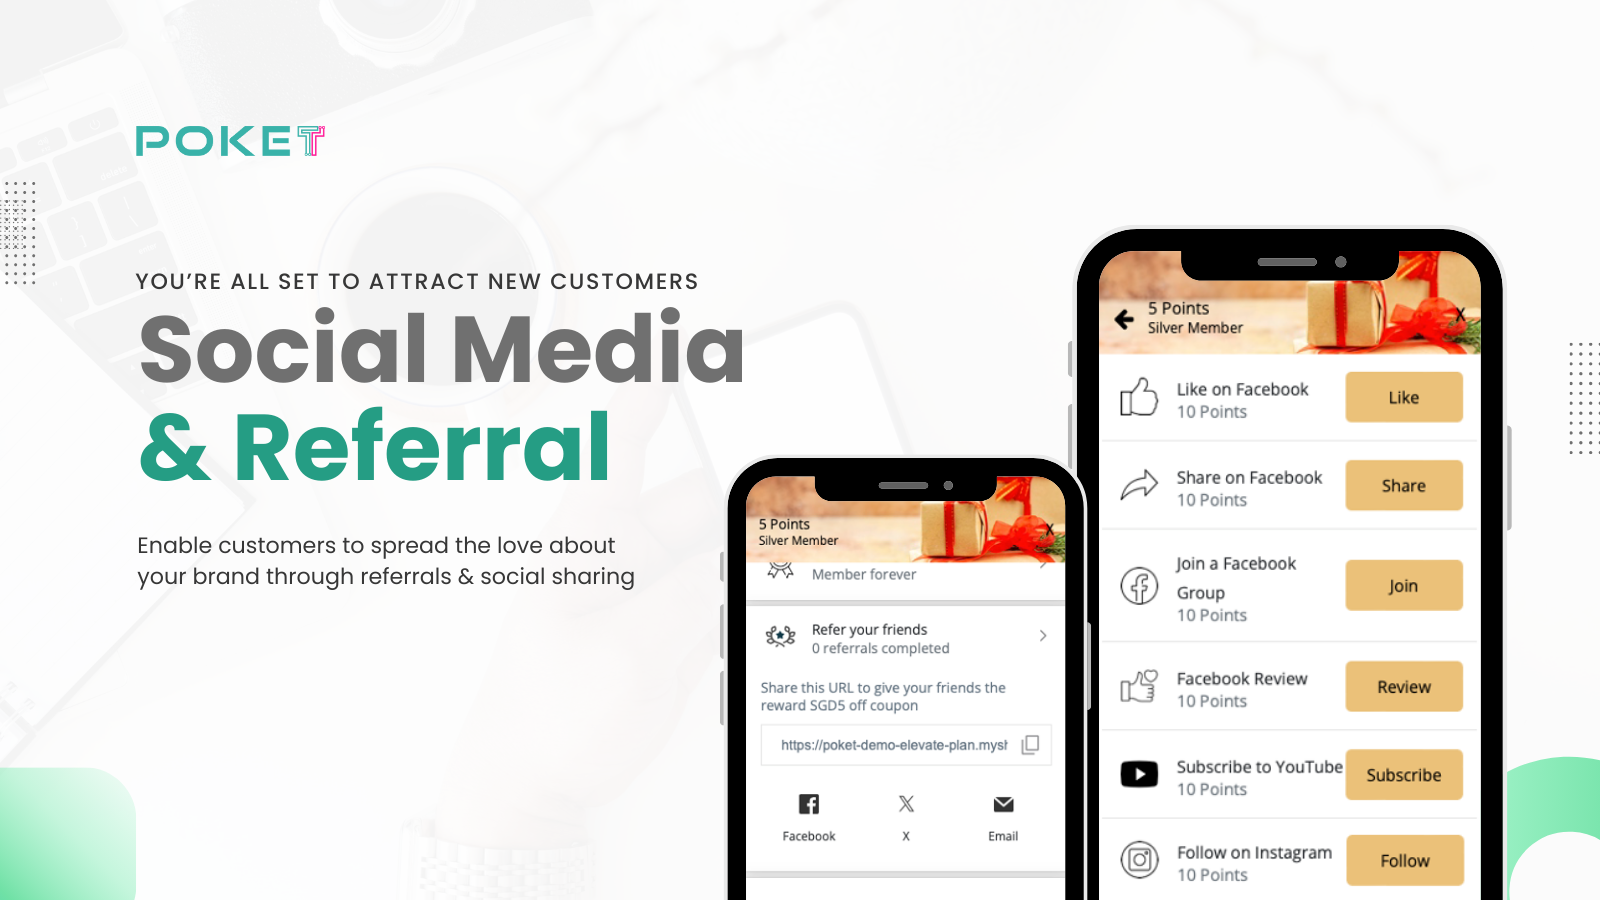 POKET
YOU'RE ALL SET TO ATTRACT NEW CUSTOMERS
Social Media
& Referral
Enable customers to spread the love about
your brand through referrals & social sharing
5 Points
Silver Member
X
Member forever
Refer your friends
0 referrals completed
Share this URL to give your friends the
reward SGD5 off coupon
https://poket-demo-elevate-plan.mysh
Facebook
X
Email
5 Points
Silver Member
X
Like on Facebook
10 Points
Like
Share on Facebook
10 Points
Share
Join a Facebook
Group
10 Points
Join
Facebook Review
10 Points
Review
Subscribe to YouTube
10 Points
Subscribe
Follow on Instagram
10 Points
Follow